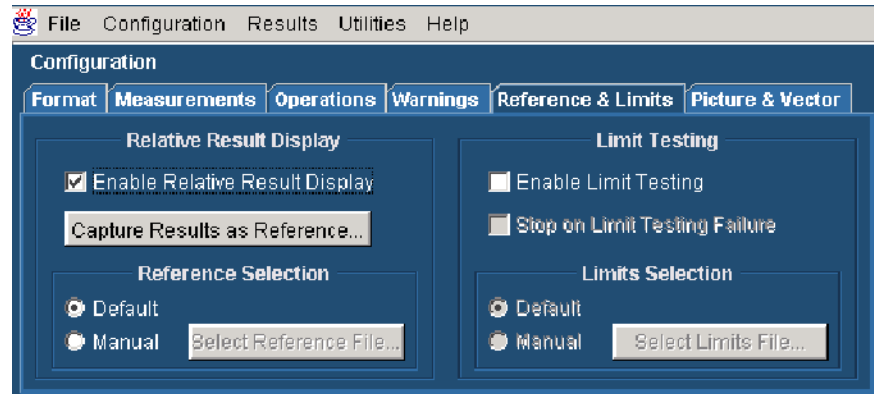 File Configuration Results Utilities Help
Configuration
Format Measurements Operations Warnings Reference & Limits Picture & Vector
Relative Result Display
Enable Relative Result Display
Capture Results as Reference...
Reference Selection
Default
Manual Select Reference File...
Limit Testing
Enable Limit Testing
Stop on Limit Testing Failure
Limits Selection
Default
Manual Select Limits File...